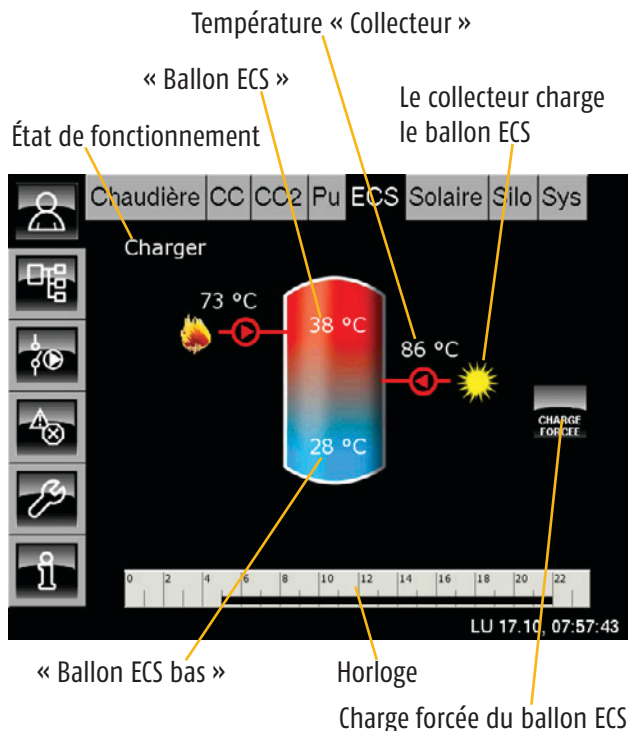 Température « Collecteur »
« Ballon ECS »
Le collecteur charge
le ballon ECS
État de fonctionnement
Chaudière CC CC2 Pu ECS Solaire Silo Sys
Charger
73 °C
38 °C
86 °C
CHARGE
FORCEE
28 °C
0 2 4 6 8 10 12 14 16 18 20 22
LU 17.10, 07:57:43
« Ballon ECS bas »
Horloge
Charge forcée du ballon ECS